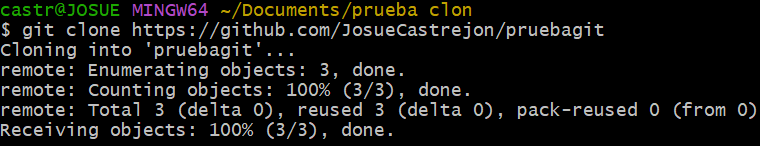 castr@JOSUE MINGW64 ~/Documents/prueba clon
$ git clone https://github.com/JosueCastrejon/pruebagit
Cloning into 'pruebagit'...
remote: Enumerating objects: 3, done.
remote: Counting objects: 100% (3/3), done.
remote: Total 3 (delta 0), reused 3 (delta 0), pack-reused 0 (from 0)
Receiving objects: 100% (3/3), done.